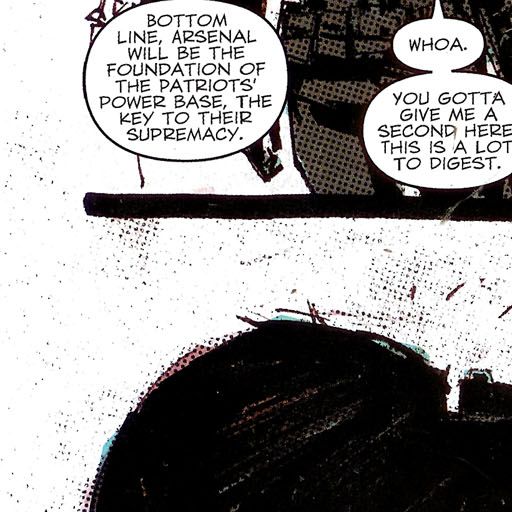 BOTTOM
LINE, ARSENAL
WILL BE THE
FOUNDATION OF
THE PATRIOTS'
POWER BASE, THE
KEY TO THEIR
SUPREMACY.
WHOA.
YOU GOTTA
GIVE ME A
SECOND HERE
THIS IS A LOT
TO DIGEST.